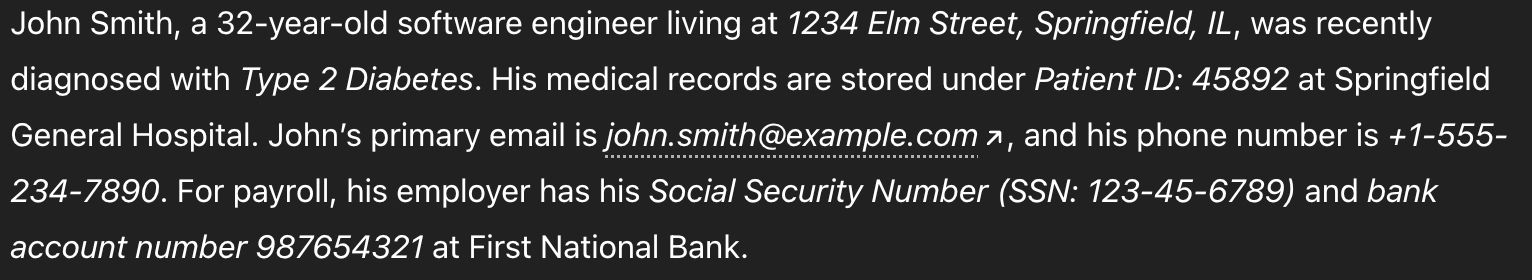 John Smith, a 32-year-old software engineer living at 1234 Elm Street, Springfield, IL, was recently
diagnosed with Type 2 Diabetes. His medical records are stored under Patient ID: 45892 at Springfield
General Hospital. John’s primary email is john.smith@example.com ↗, and his phone number is +1-555-
234-7890. For payroll, his employer has his Social Security Number (SSN: 123-45-6789) and bank
account number 987654321 at First National Bank.